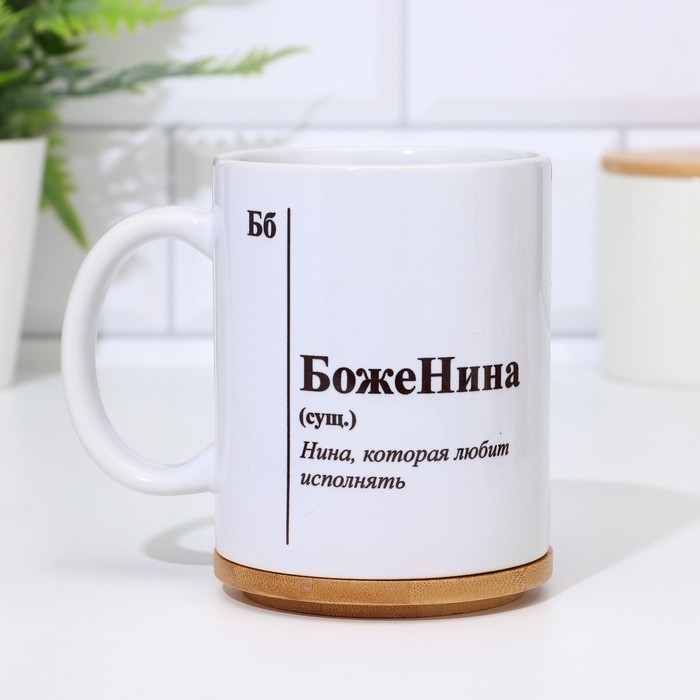 Бб
БожеНина
(сущ.)
Нина, которая любит
исполнять